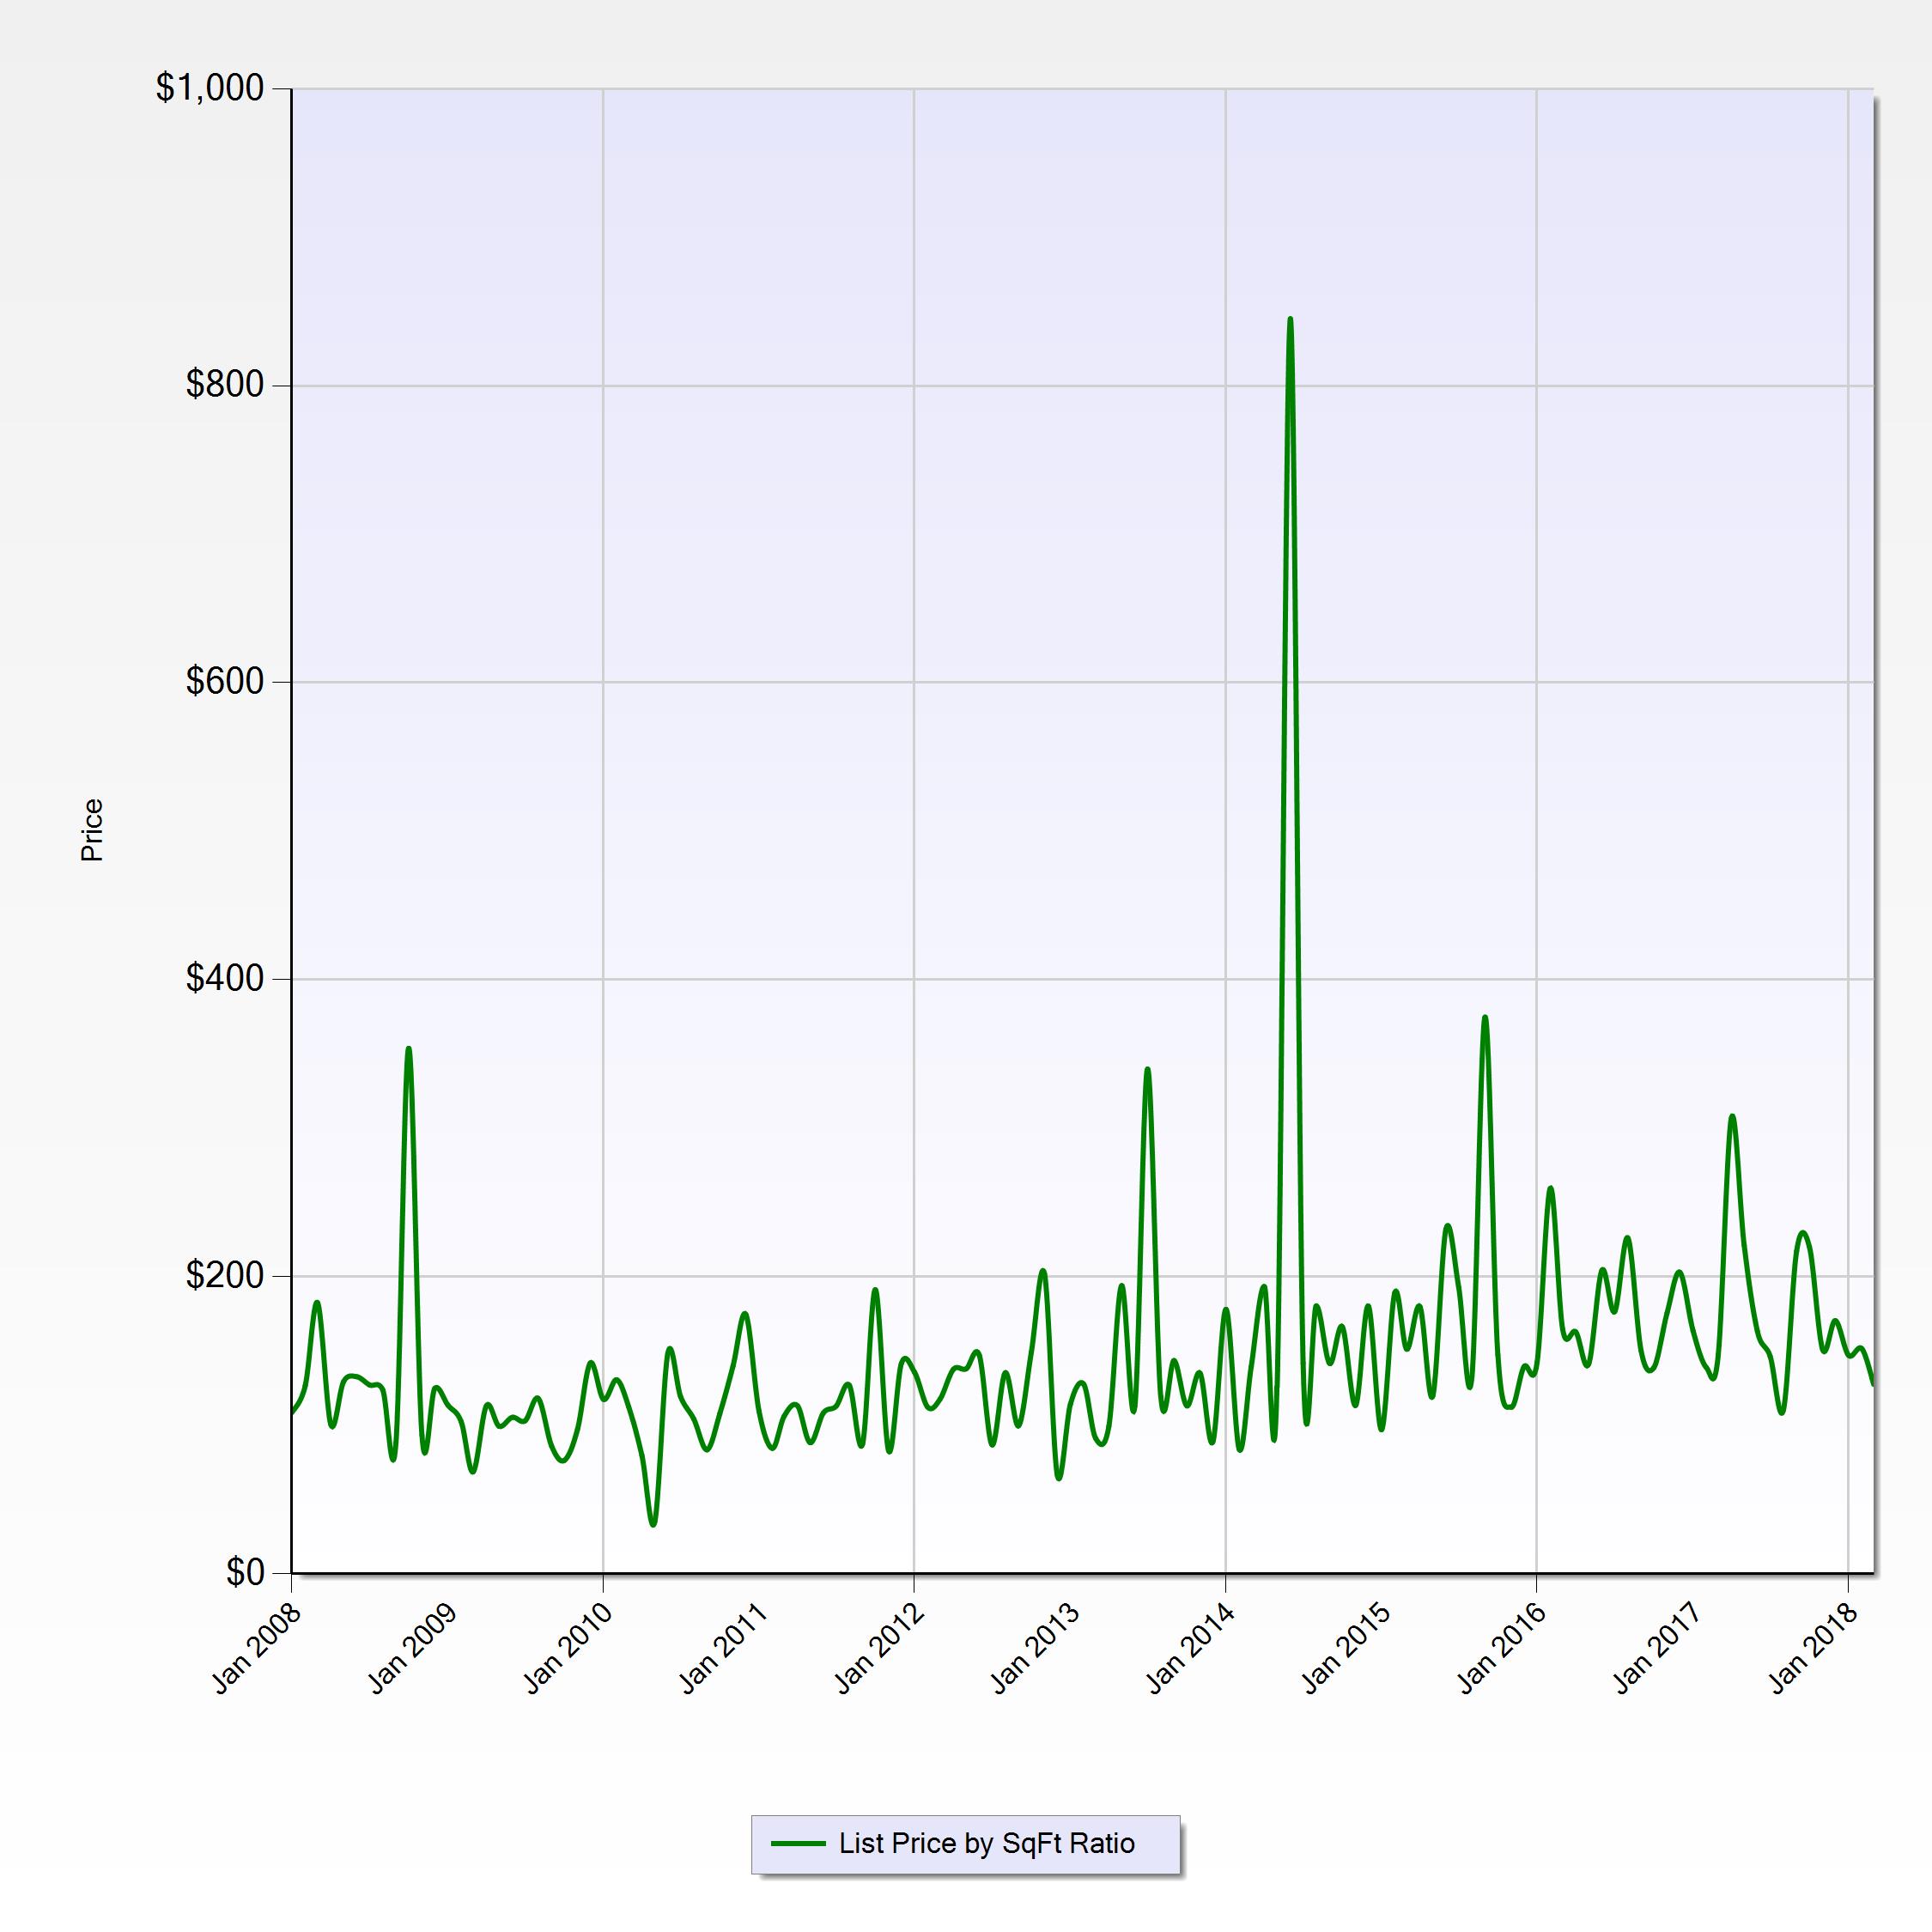 $1,000
$800
$600
$400
$200
$0
Price
Jan 2008
Jan 2009
Jan 2010
Jan 2011
Jan 2012
Jan 2013
Jan 2014
Jan 2015
Jan 2016
Jan 2017
Jan 2018
List Price by SqFt Ratio